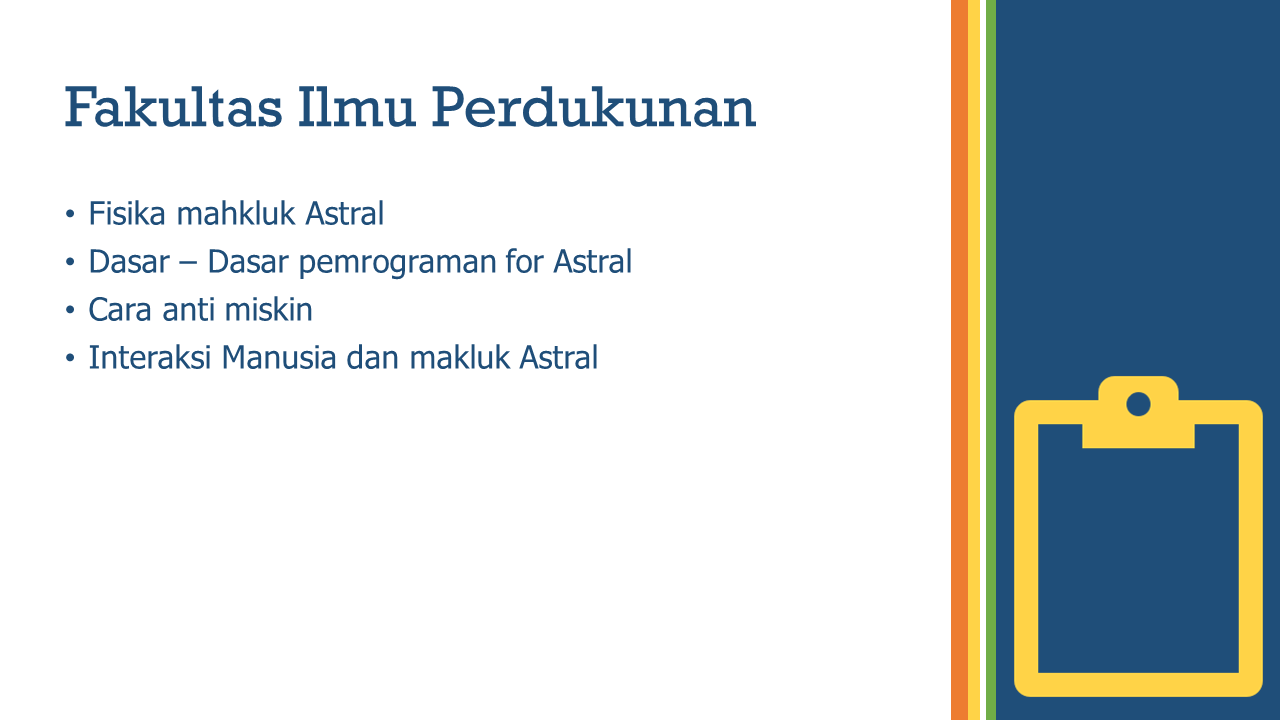 Fakultas Ilmu Perdukunan
• Fisika mahkluk Astral
• Dasar – Dasar pemrograman for Astral
• Cara anti miskin
• Interaksi Manusia dan makluk Astral